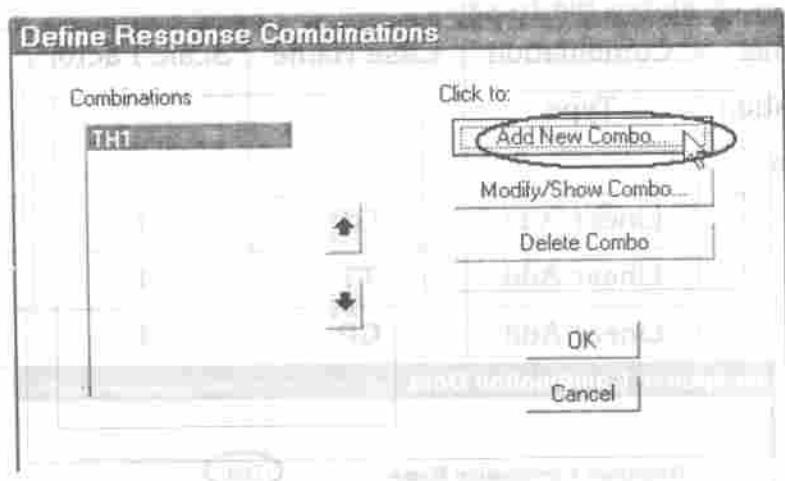 Define Response Combinations
Combinations
Click to:
TH1
Add New Combo...
Modify/Show Combo...
Delete Combo
OK
Cancel